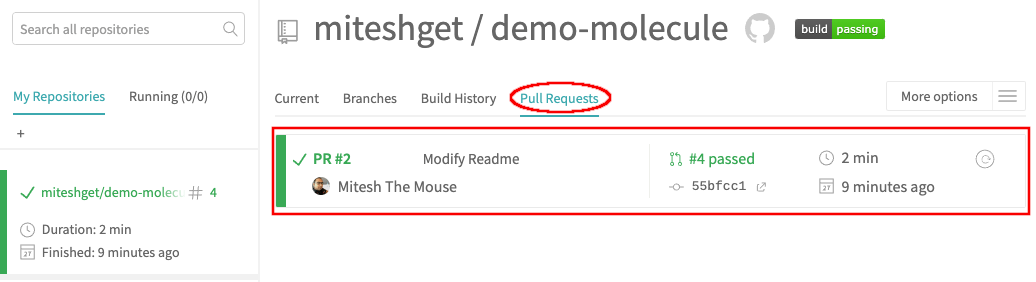 Search all repositories
My Repositories
Running (0/0)
+
miteshget/demo-molecu
# 4
Duration: 2 min
27
Finished: 9 minutes ago
miteshget / demo-molecule
build passing
Current
Branches
Build History
Pull Requests
More options
PR #2
Modify Readme
#4 passed
2 min
Mitesh The Mouse
55bfcc1
27
9 minutes ago